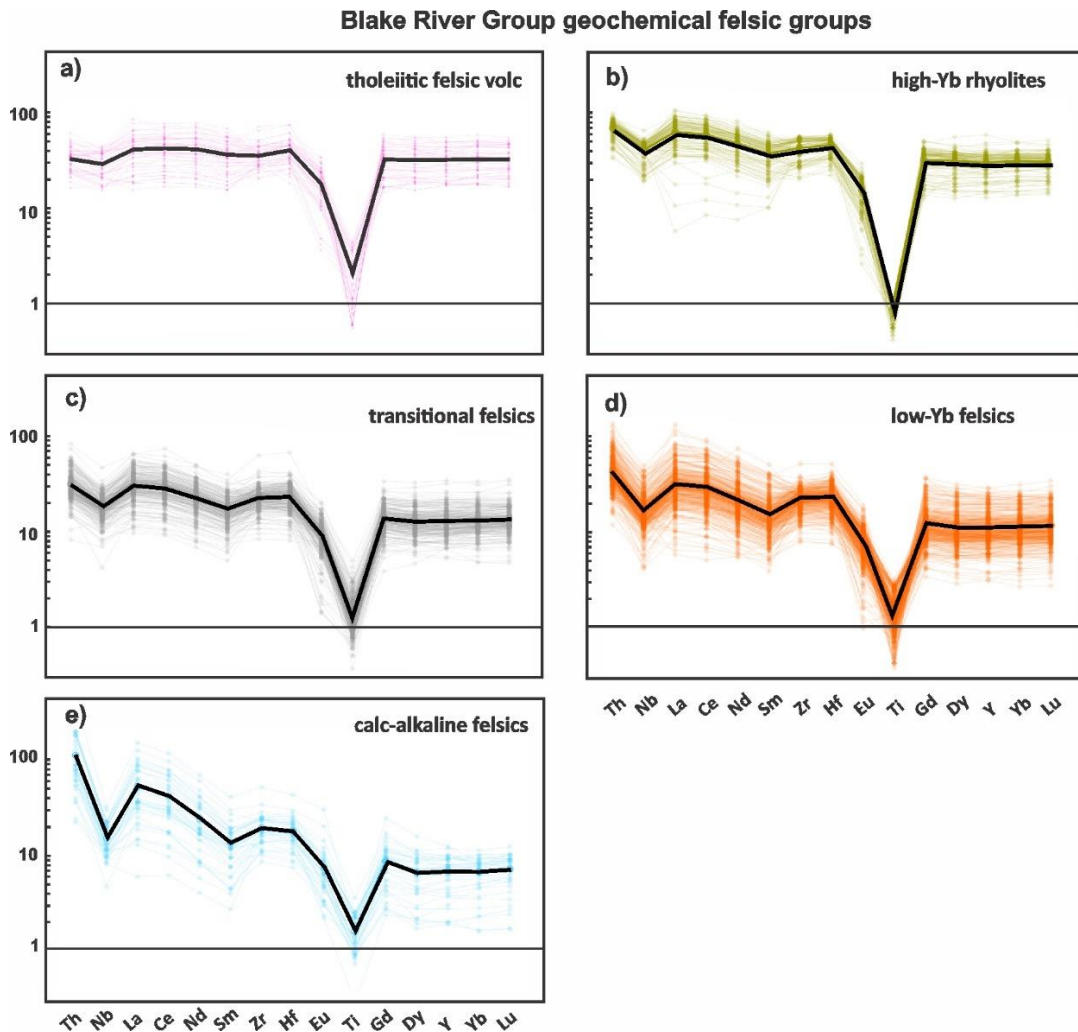 Blake River Group geochemical felsic groups
a) tholeiitic felsic volc
b) high-Yb rhyolites
100
10
1
c) transitional felsics
d) low-Yb felsics
100
10
1
Th Nb La Ce Nd Sm Zr Hf Eu Ti Gd Dy Y Yb Lu
e) calc-alkaline felsics
100
10
1
Th Nb La Ce Nd Sm Zr Hf Eu Ti Gd Dy Y Yb Lu